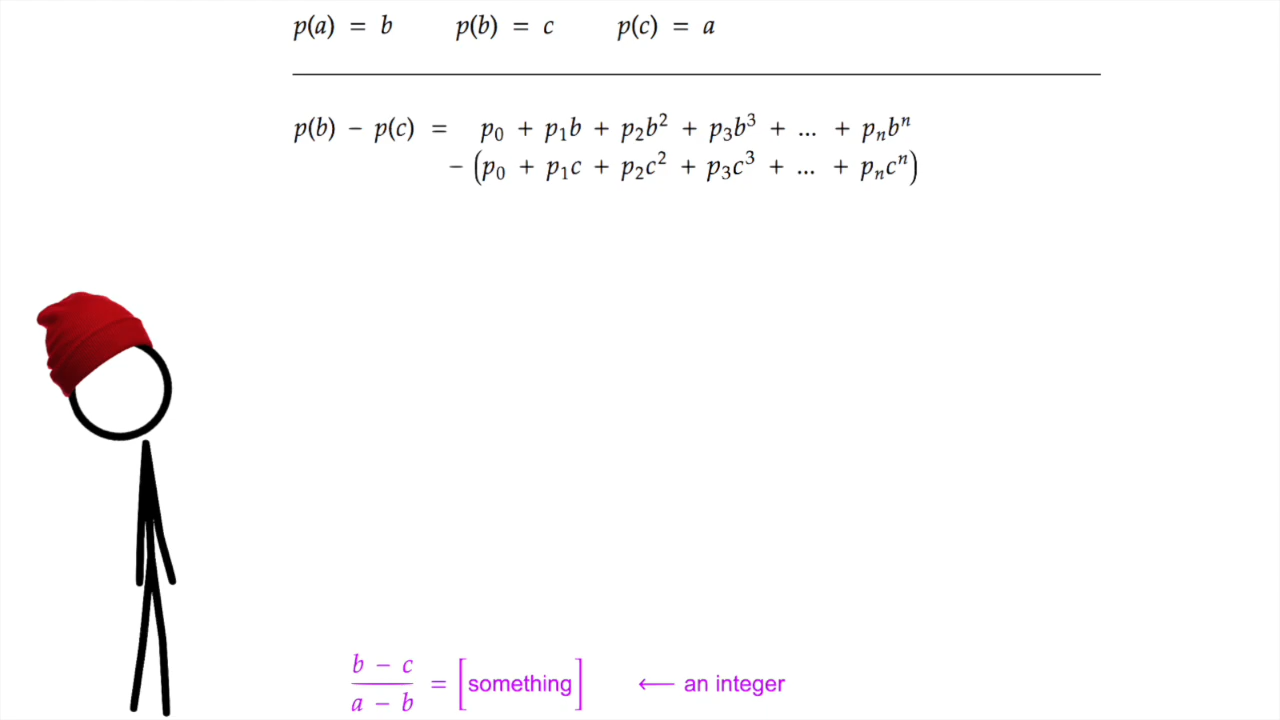 p(a) = b p(b) = c p(c) = a
p(b) − p(c) = p₀ + p₁b + p₂b² + p₃b³ + ... + pₙbⁿ
− (p₀ + p₁c + p₂c² + p₃c³ + ... + pₙcⁿ)
b − c
a − b
= [something] ⟵ an integer